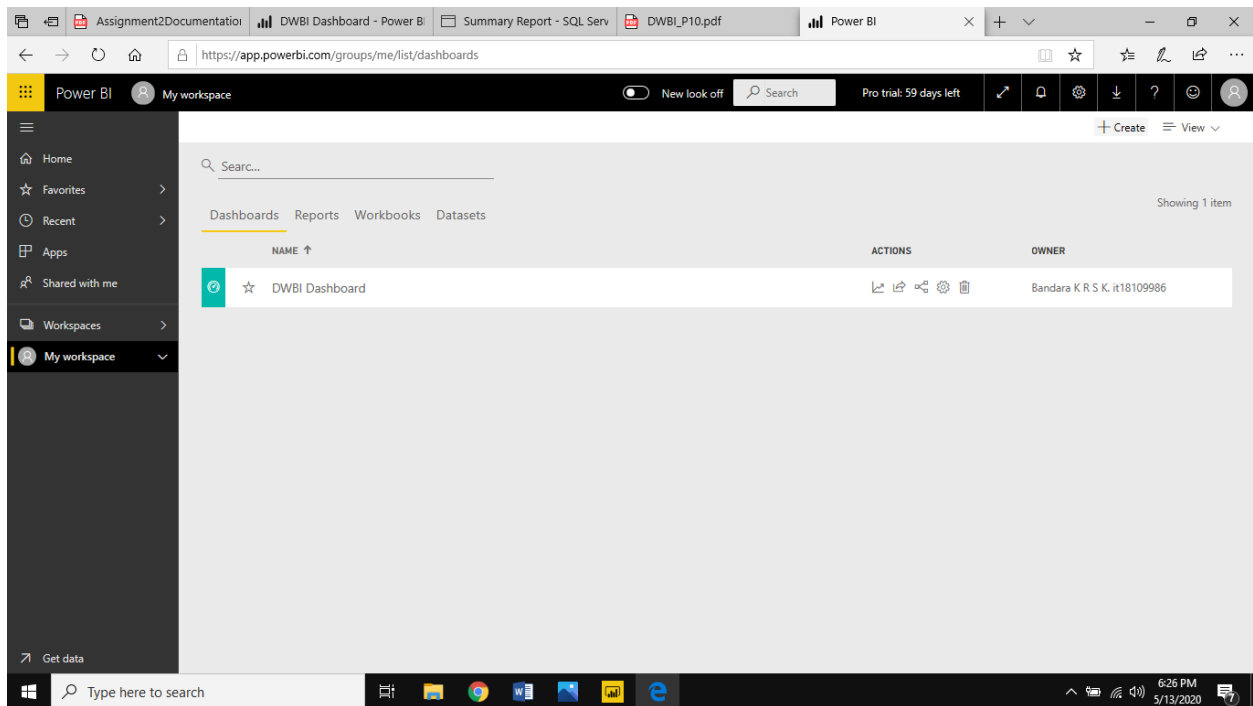 Assignment2Documentation
DWBI Dashboard - Power BI
Summary Report - SQL Serv
DWBI_P10.pdf
Power BI
https://app.powerbi.com/groups/me/list/dashboards
Power BI
My workspace
New look off
Search
Pro trial: 59 days left
Create
View
Home
Favorites
Recent
Apps
Shared with me
Workspaces
My workspace
Get data
Searc...
Showing 1 item
Dashboards Reports Workbooks Datasets
NAME ACTIONS OWNER
DWBI Dashboard Bandara K R S K. it18109986
Type here to search
6:26 PM
5/13/2020
7